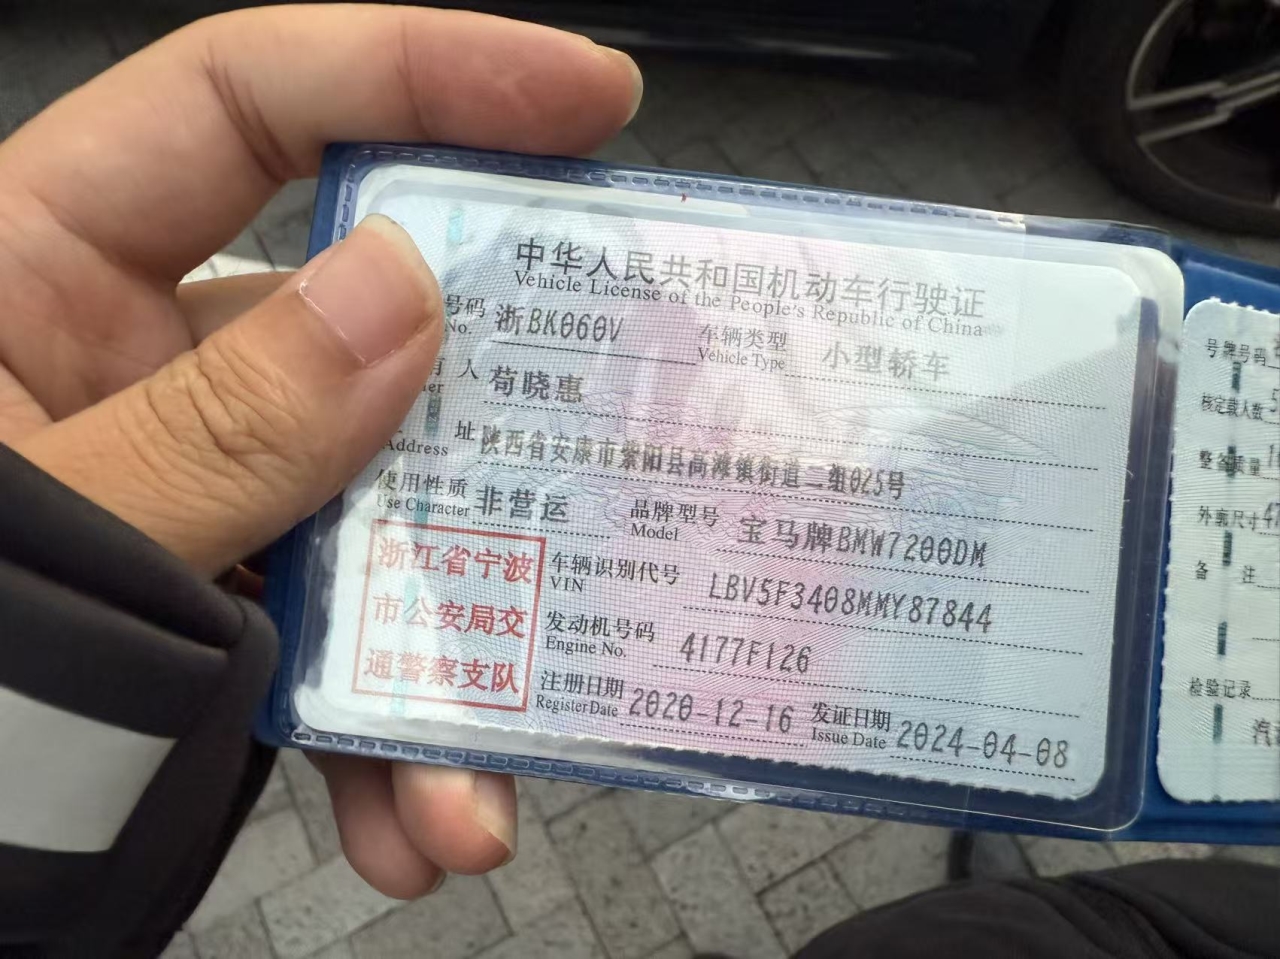 中华人民共和国机动车行驶证
Vehicle License of the People's Republic of China
号码 浙BK060V 车辆类型 小型轿车
No. Vehicle Type
人 苟晓惠
址 陕西省安康市紫阳县高滩镇街道二组025号
Address
使用性质 非营运 品牌型号 宝马牌BMW7200DM
Use Character Model
浙江省宁波
市公安局交
通警察支队
车辆识别代号 LBV5F3408MMY87844
VIN
发动机号码 4177F126
Engine No.
注册日期 2020-12-16 发证日期 2024-04-08
Register Date Issue Date
号牌号码
核定载人数 5
整备质量
外廓尺寸
备 注
检验记录